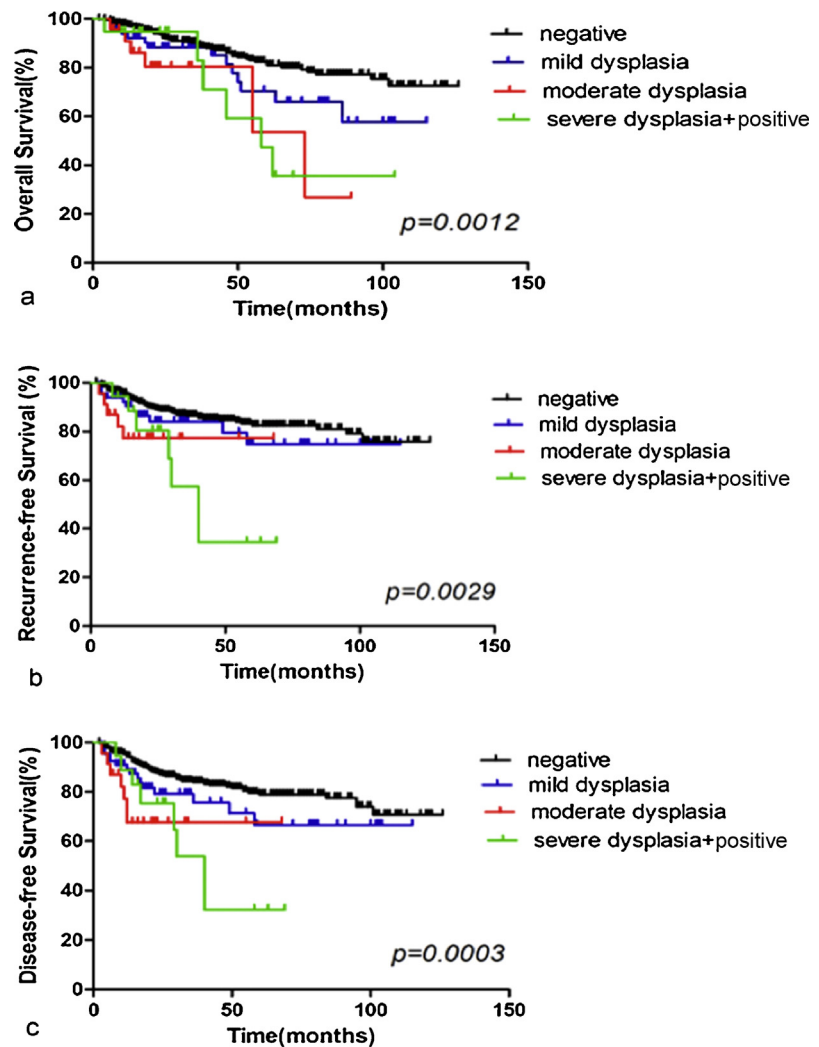 100
80
60
40
20
0
Overall Survival(%)
negative
mild dysplasia
moderate dysplasia
severe dysplasia+positive
p=0.0012
0 50 100 150
Time(months)
a
100
80
60
40
20
0
Recurrence-free Survival (%)
negative
mild dysplasia
moderate dysplasia
severe dysplasia+positive
p=0.0029
0 50 100 150
Time(months)
b
100
80
60
40
20
0
Disease-free Survival(%)
negative
mild dysplasia
moderate dysplasia
severe dysplasia+positive
p=0.0003
0 50 100 150
Time(months)
c